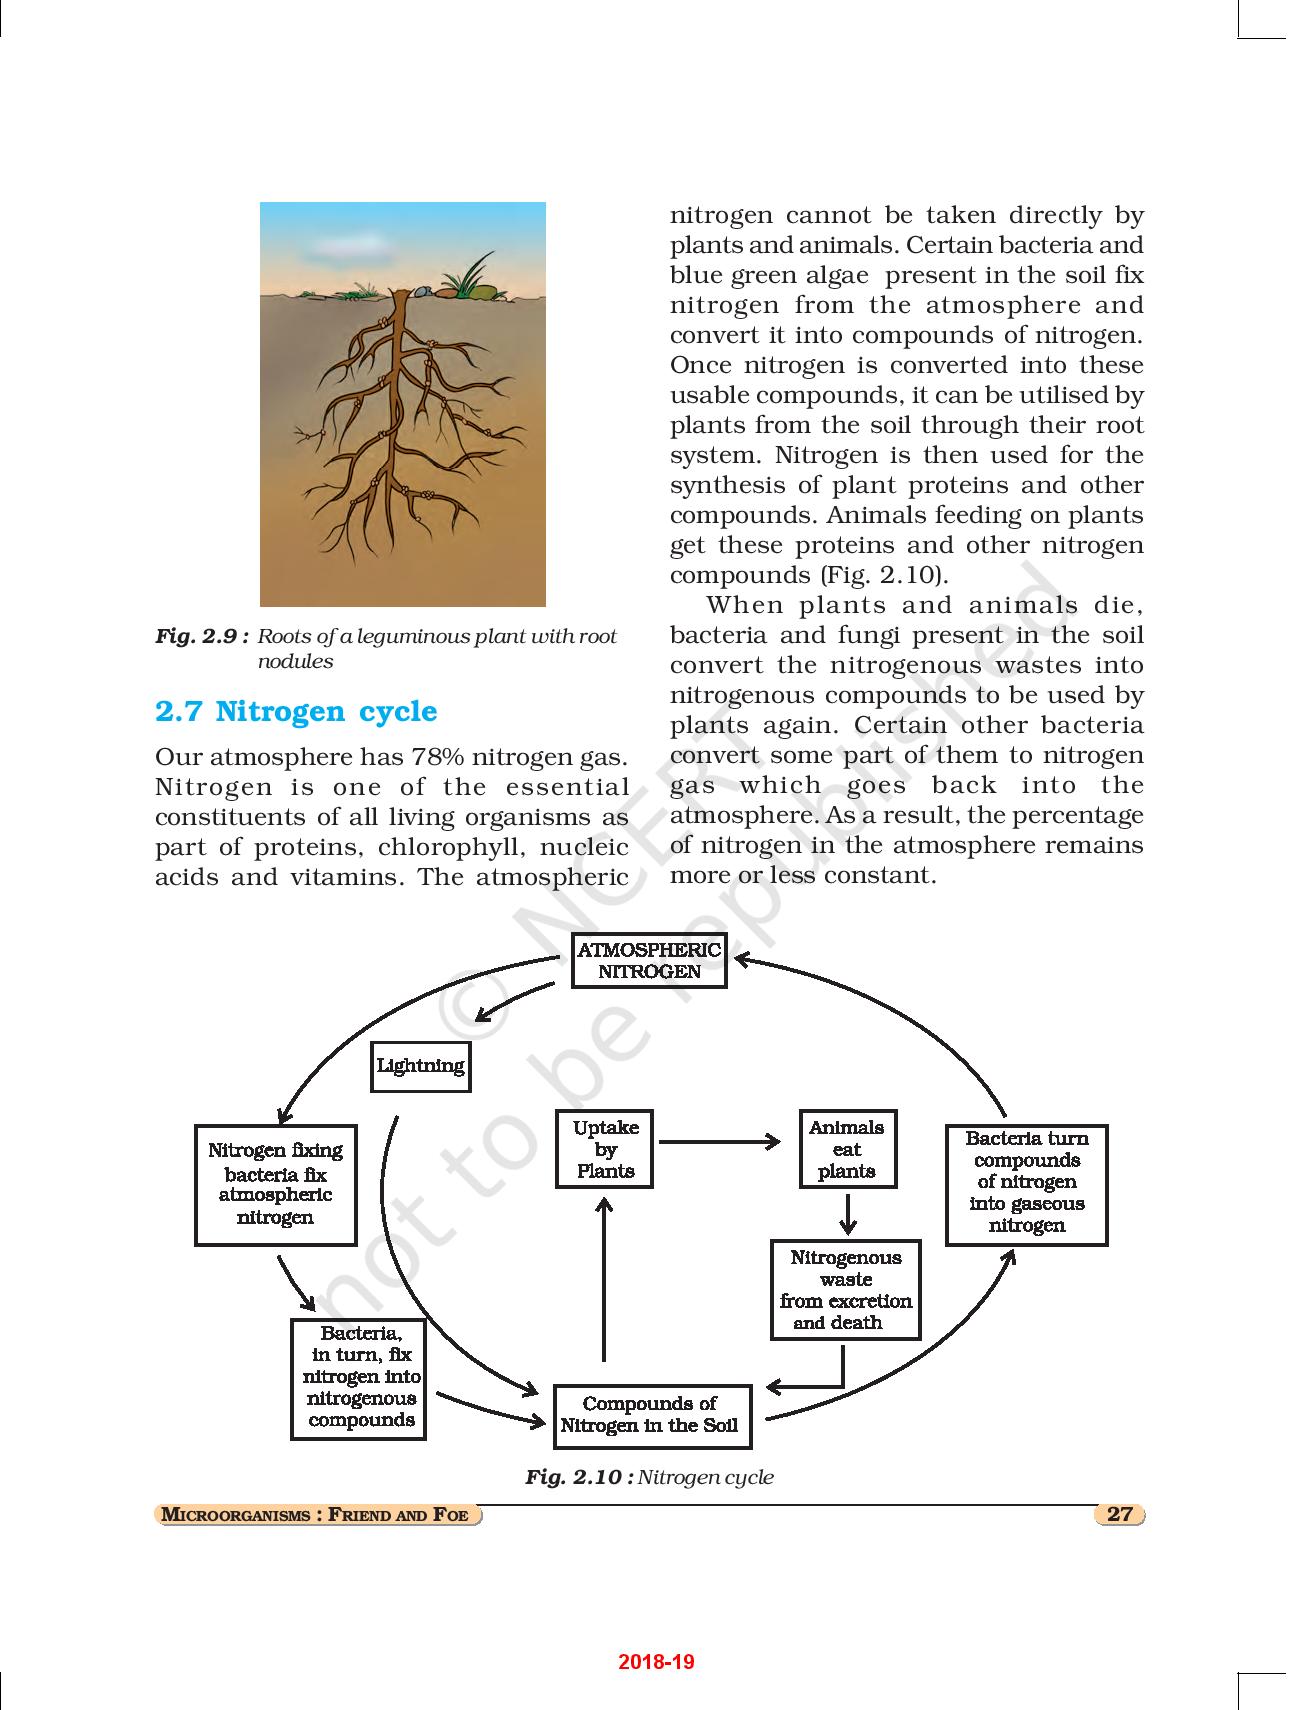 Fig. 2.9 : Roots of a leguminous plant with root
nodules
2.7 Nitrogen cycle
Our atmosphere has 78% nitrogen gas.
Nitrogen is one of the essential
constituents of all living organisms as
part of proteins, chlorophyll, nucleic
acids and vitamins. The atmospheric
nitrogen cannot be taken directly by
plants and animals. Certain bacteria and
blue green algae present in the soil fix
nitrogen from the atmosphere and
convert it into compounds of nitrogen.
Once nitrogen is converted into these
usable compounds, it can be utilised by
plants from the soil through their root
system. Nitrogen is then used for the
synthesis of plant proteins and other
compounds. Animals feeding on plants
get these proteins and other nitrogen
compounds (Fig. 2.10).
When plants and animals die,
bacteria and fungi present in the soil
convert the nitrogenous wastes into
nitrogenous compounds to be used by
plants again. Certain other bacteria
convert some part of them to nitrogen
gas which goes back into the
atmosphere. As a result, the percentage
of nitrogen in the atmosphere remains
more or less constant.
© NCERT
not to be republished
ATMOSPHERIC
NITROGEN
Lightning
Nitrogen fixing
bacteria fix
atmospheric
nitrogen
Uptake
by
Plants
Animals
eat
plants
Bacteria turn
compounds
of nitrogen
into gaseous
nitrogen
Nitrogenous
waste
from excretion
and death
Bacteria,
in turn, fix
nitrogen into
nitrogenous
compounds
Compounds of
Nitrogen in the Soil
Fig. 2.10 : Nitrogen cycle
MICROORGANISMS : FRIEND AND FOE
27
2018-19